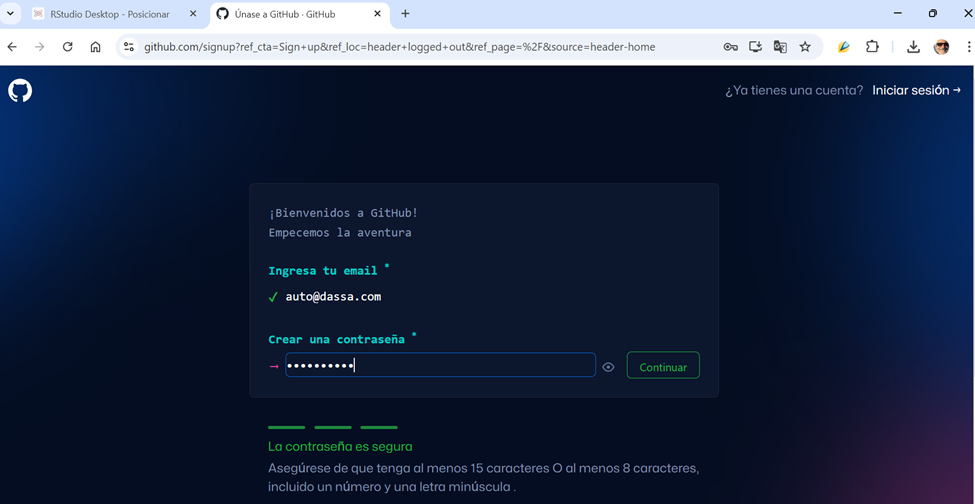 RStudio Desktop - Posicionar
Únase a GitHub · GitHub
github.com/signup?ref_cta=Sign+up&ref_loc=header+logged+out&ref_page=%2F&source=header-home
¿Ya tienes una cuenta? Iniciar sesión →
¡Bienvenidos a GitHub!
Empecemos la aventura
Ingresa tu email *
✓ auto@dassa.com
Crear una contraseña *
→ •••••••••• Continuar
La contraseña es segura
Asegúrese de que tenga al menos 15 caracteres O al menos 8 caracteres,
incluido un número y una letra minúscula .